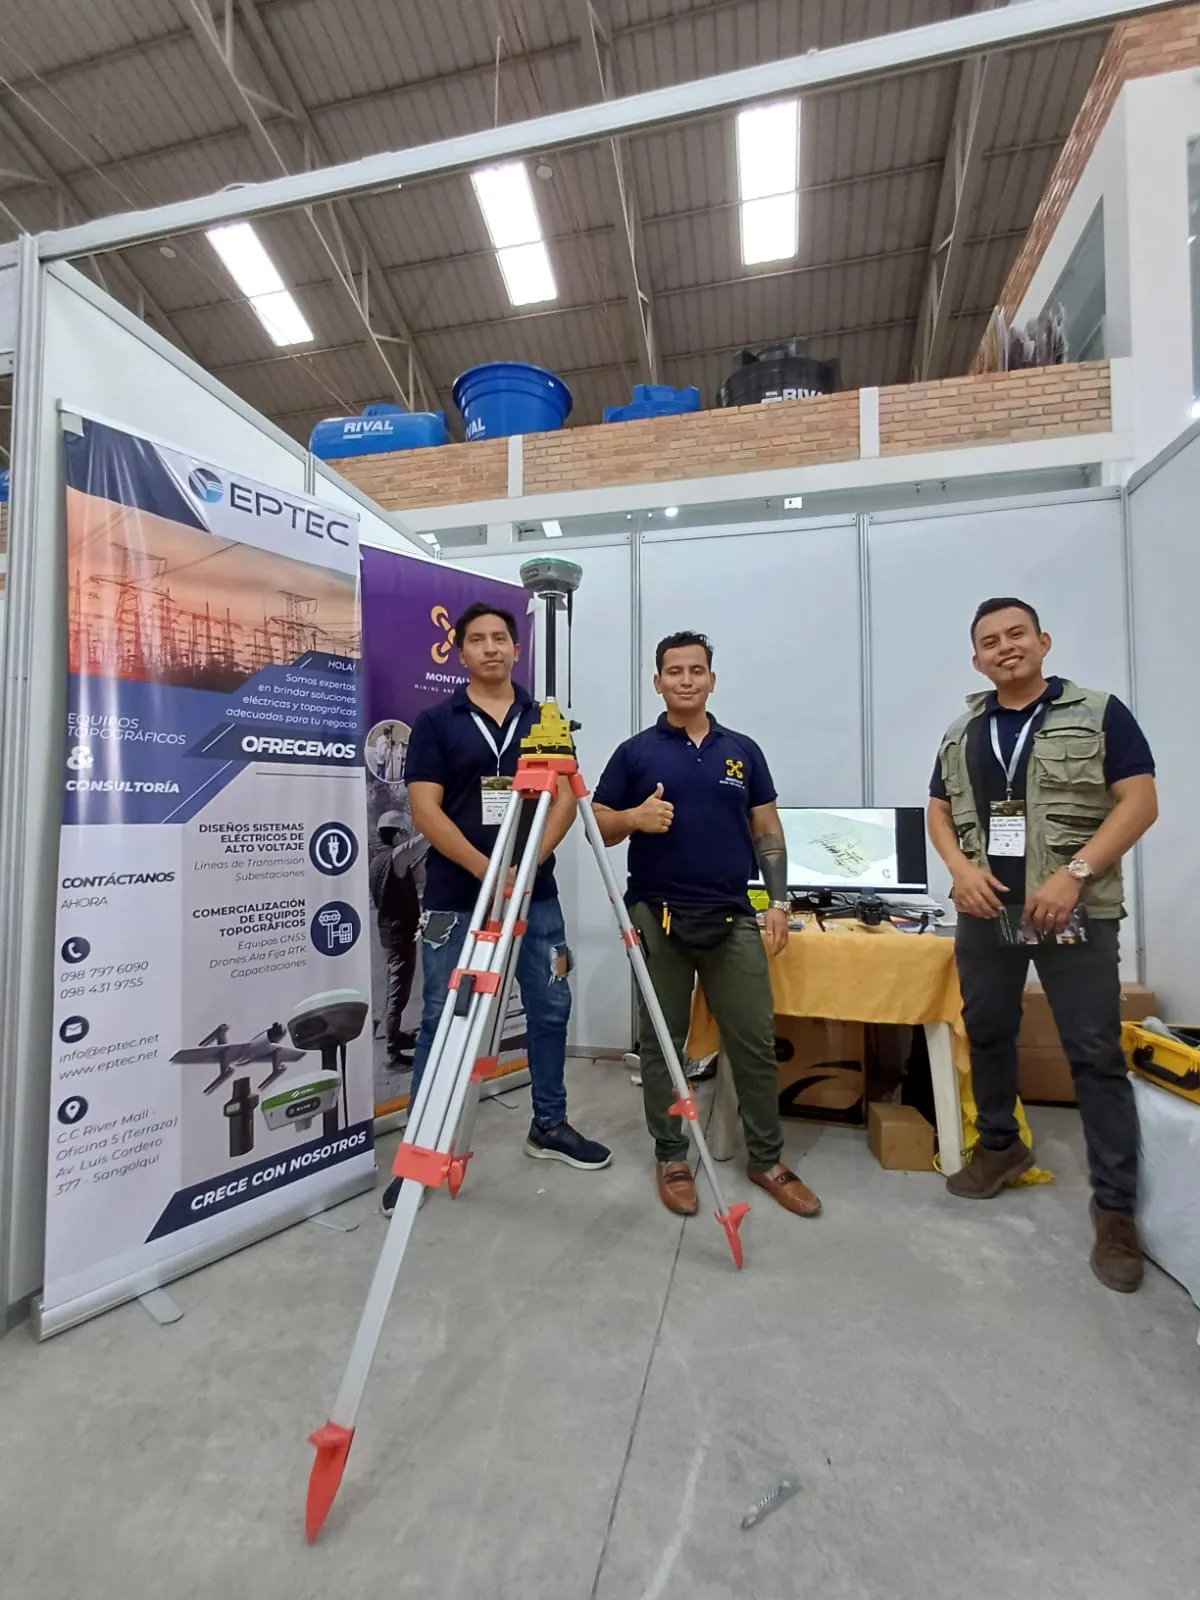 RIVAL
RIVAL
EPTEC
HOLA!
Somos expertos
en brindar soluciones
eléctricas y topográficas
adecuadas para tu negocio
EQUIPOS
TOPOGRÁFICOS
&
CONSULTORÍA
OFRECEMOS
DISEÑOS SISTEMAS
ELÉCTRICOS DE
ALTO VOLTAJE
Líneas de Transmisión
Subestaciones
COMERCIALIZACIÓN
DE EQUIPOS
TOPOGRÁFICOS
Equipos GNSS
Drones Ala Fija RTK
Capacitaciones
CONTÁCTANOS
AHORA
098 797 6090
098 431 9755
info@eptec.net
www.eptec.net
C.C River Mall -
Oficina 5 (Terraza)
Av. Luis Cordero
377 - Sangolquí
CRECE CON NOSOTROS
MINING